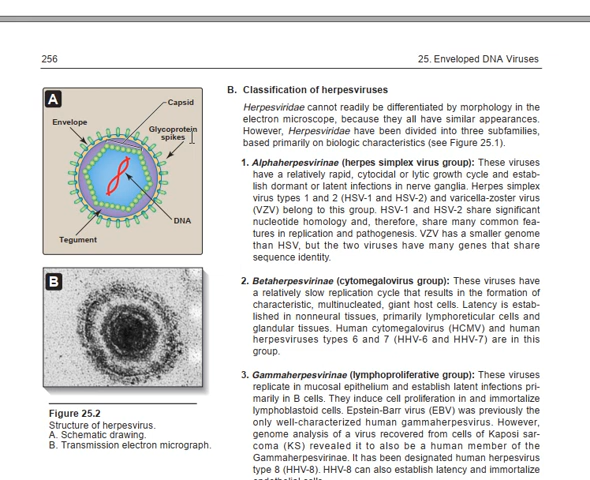 256
25. Enveloped DNA Viruses
A
Capsid
Envelope
Glycoprotein
spikes
DNA
Tegument
B
Figure 25.2
Structure of herpesvirus.
A. Schematic drawing.
B. Transmission electron micrograph.
B. Classification of herpesviruses
Herpesviridae cannot readily be differentiated by morphology in the
electron microscope, because they all have similar appearances.
However, Herpesviridae have been divided into three subfamilies,
based primarily on biologic characteristics (see Figure 25.1).
1. Alphaherpesvirinae (herpes simplex virus group): These viruses
have a relatively rapid, cytocidal or lytic growth cycle and estab-
lish dormant or latent infections in nerve ganglia. Herpes simplex
virus types 1 and 2 (HSV-1 and HSV-2) and varicella-zoster virus
(VZV) belong to this group. HSV-1 and HSV-2 share significant
nucleotide homology and, therefore, share many common fea-
tures in replication and pathogenesis. VZV has a smaller genome
than HSV, but the two viruses have many genes that share
sequence identity.
2. Betaherpesvirinae (cytomegalovirus group): These viruses have
a relatively slow replication cycle that results in the formation of
characteristic, multinucleated, giant host cells. Latency is estab-
lished in nonneural tissues, primarily lymphoreticular cells and
glandular tissues. Human cytomegalovirus (HCMV) and human
herpesviruses types 6 and 7 (HHV-6 and HHV-7) are in this
group.
3. Gammaherpesvirinae (lymphoproliferative group): These viruses
replicate in mucosal epithelium and establish latent infections pri-
marily in B cells. They induce cell proliferation in and immortalize
lymphoblastoid cells. Epstein-Barr virus (EBV) was previously the
only well-characterized human gammaherpesvirus. However,
genome analysis of a virus recovered from cells of Kaposi sar-
coma (KS) revealed it to also be a human member of the
Gammaherpesvirinae. It has been designated human herpesvirus
type 8 (HHV-8). HHV-8 can also establish latency and immortalize